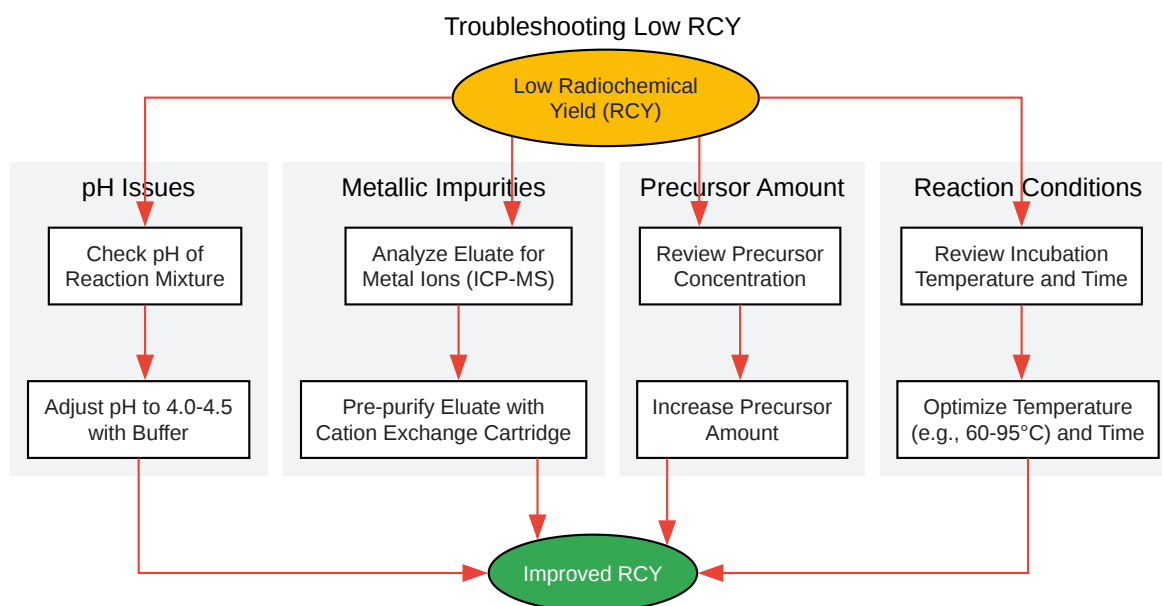 Troubleshooting Low RCY
Low Radiochemical
Yield (RCY)
pH Issues
Metallic Impurities
Precursor Amount
Reaction Conditions
Check pH of
Reaction Mixture
Analyze Eluate for
Metal Ions (ICP-MS)
Review Precursor
Concentration
Review Incubation
Temperature and Time
Adjust pH to 4.0-4.5
with Buffer
Pre-purify Eluate with
Cation Exchange Cartridge
Increase Precursor
Amount
Optimize Temperature
(e.g., 60-95°C) and Time
Improved RCY